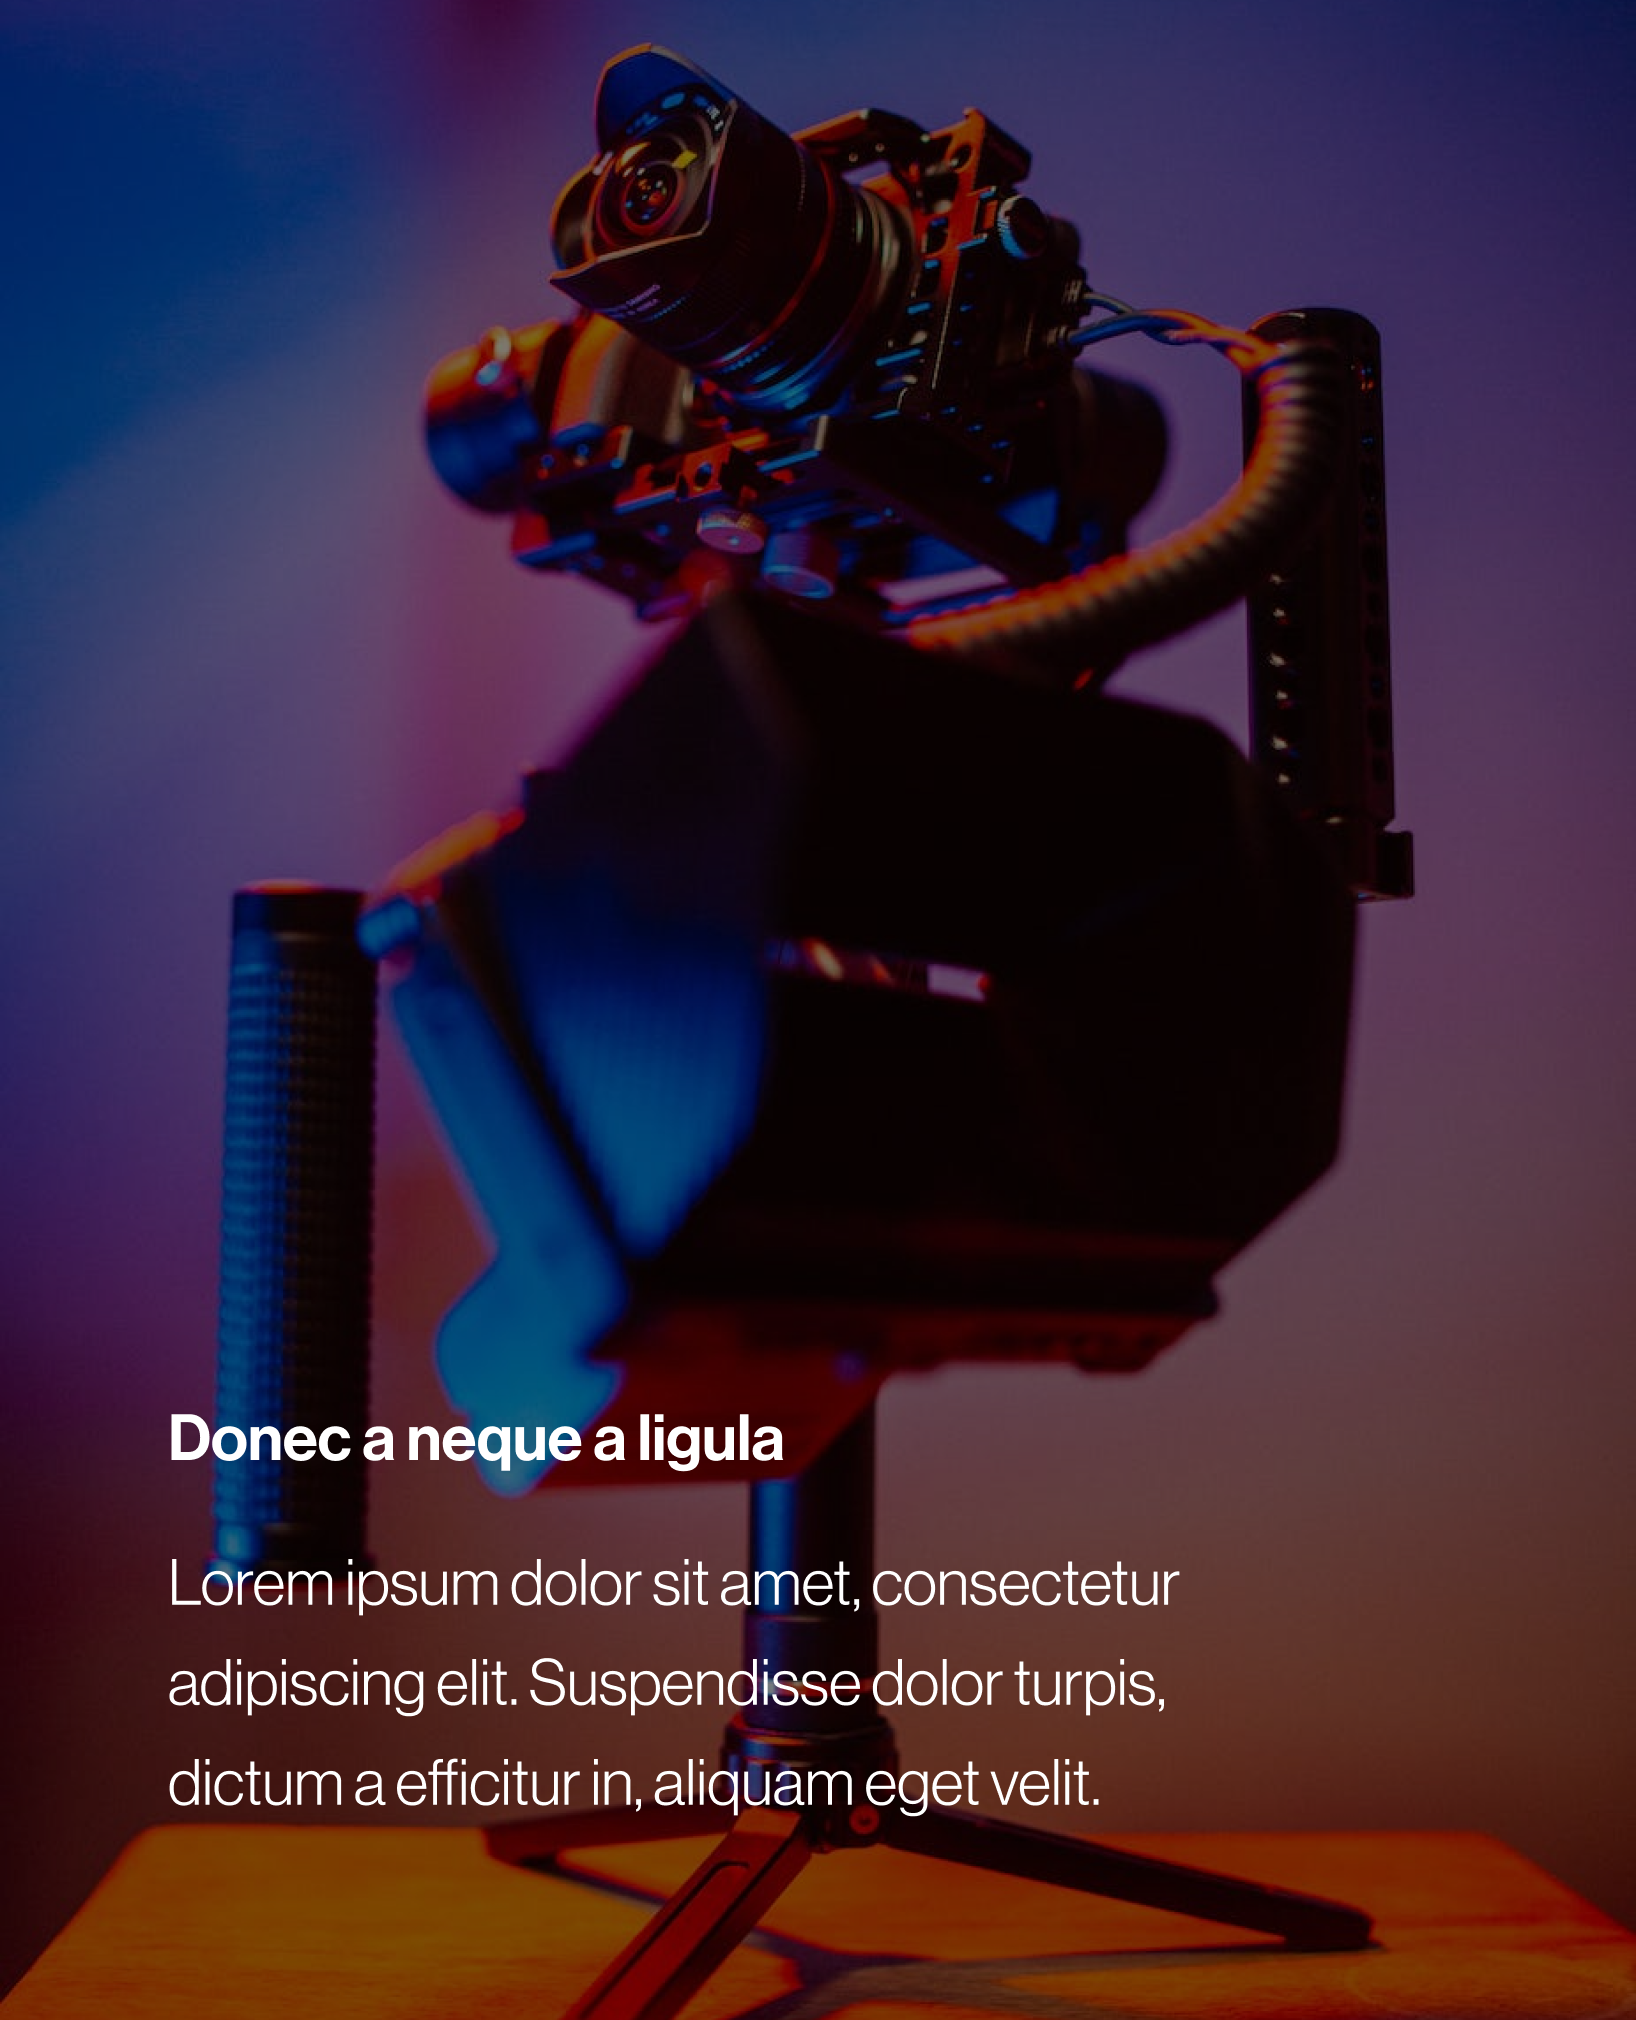 Donec a neque a ligula
Lorem ipsum dolor sit amet, consectetur
adipiscing elit. Suspendisse dolor turpis,
dictum a efficitur in, aliquam eget velit.